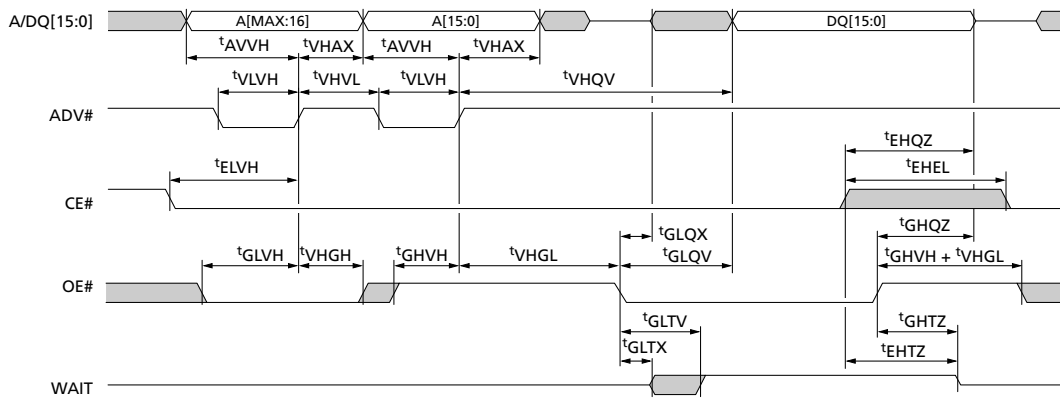 A/DQ[15:0] A[MAX:16] A[15:0] DQ[15:0]
tAVVH tVHAX tAVVH tVHAX
tVLVH tVHVL tVLVH tVHQV
ADV#
tEHQZ
tELVH tEHEL
CE#
tGLQX tGHQZ
tGLVH tVHGH tGHVH tVHGL tGLQV tGHVH + tVHGL
OE#
tGLTV tGHTZ
tGLTX tEHTZ
WAIT